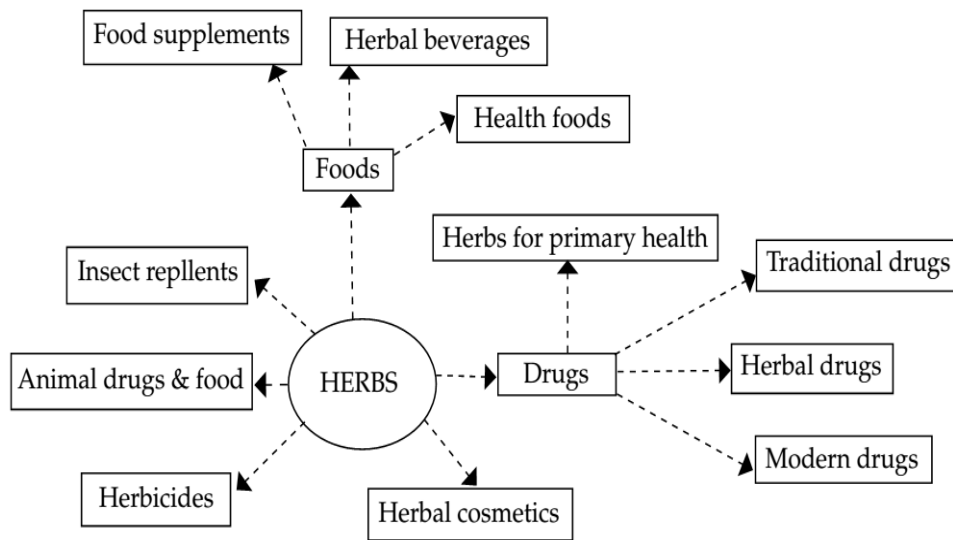 Food supplements
Herbal beverages
Health foods
Foods
Herbs for primary health
Insect repllents
Traditional drugs
Animal drugs & food
HERBS
Drugs
Herbal drugs
Modern drugs
Herbicides
Herbal cosmetics